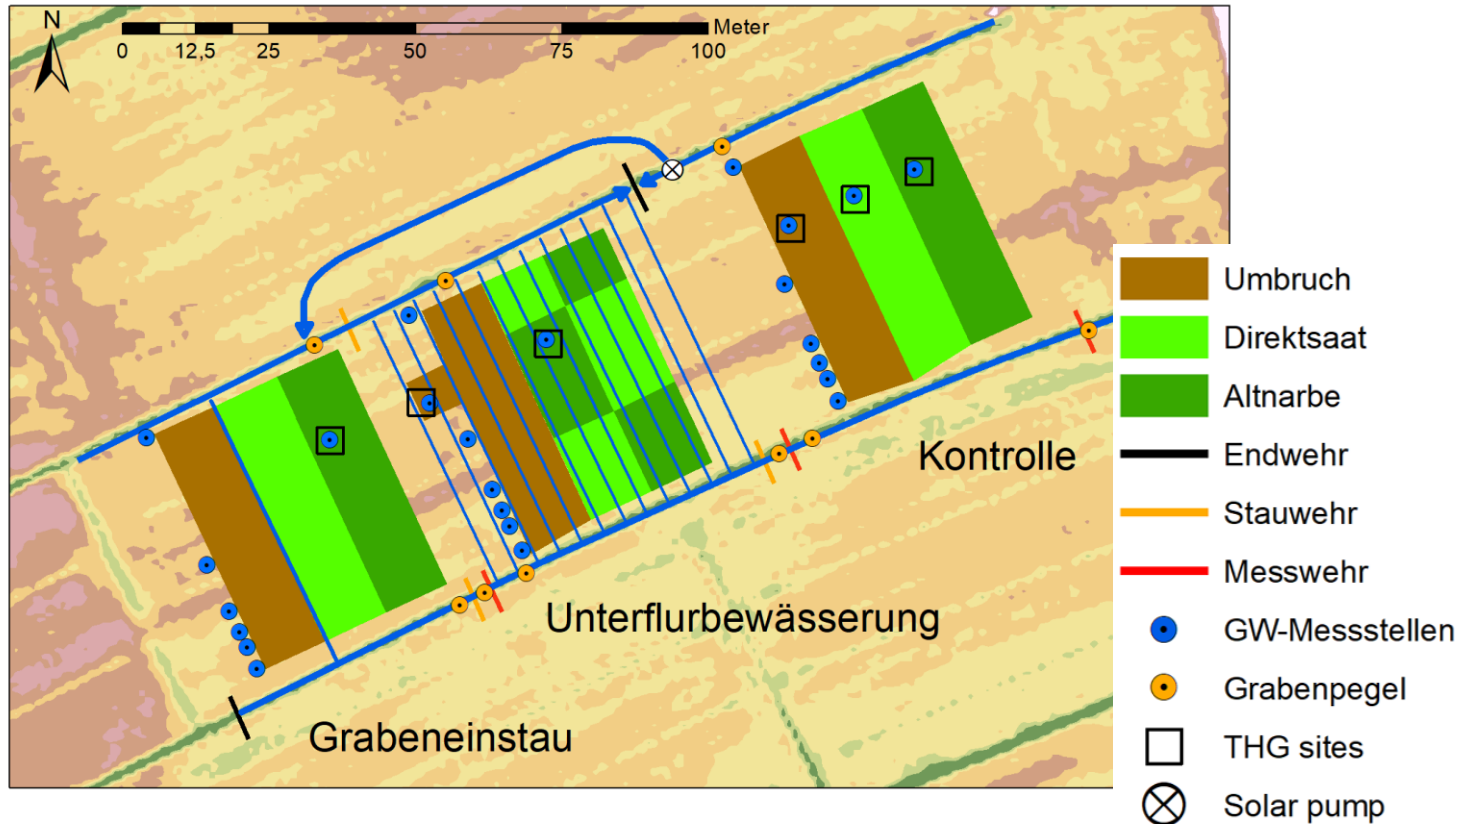 N
Meter
0 12,5 25 50 75 100
Kontrolle
Unterflurbewässerung
Grabeneinstau
Umbruch
Direktsaat
Altnarbe
Endwehr
Stauwehr
Messwehr
GW-Messstellen
Grabenpegel
THG sites
Solar pump